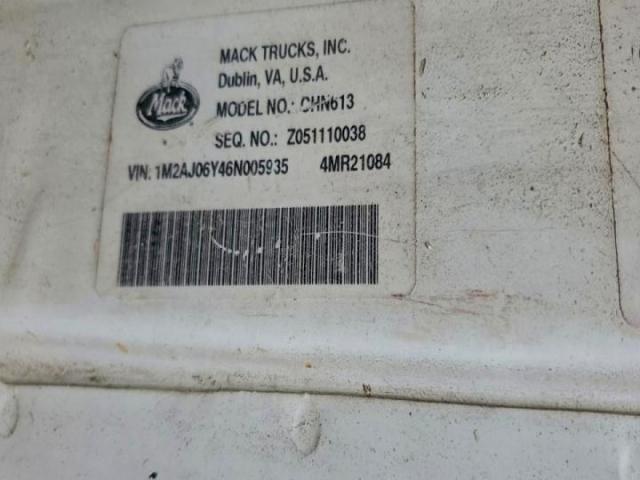 Mack
MACK TRUCKS, INC.
Dublin, VA, U.S.A.
MODEL NO.: CHN613
SEQ. NO.: Z051110038
VIN: 1M2AJ06Y46N005935 4MR21084